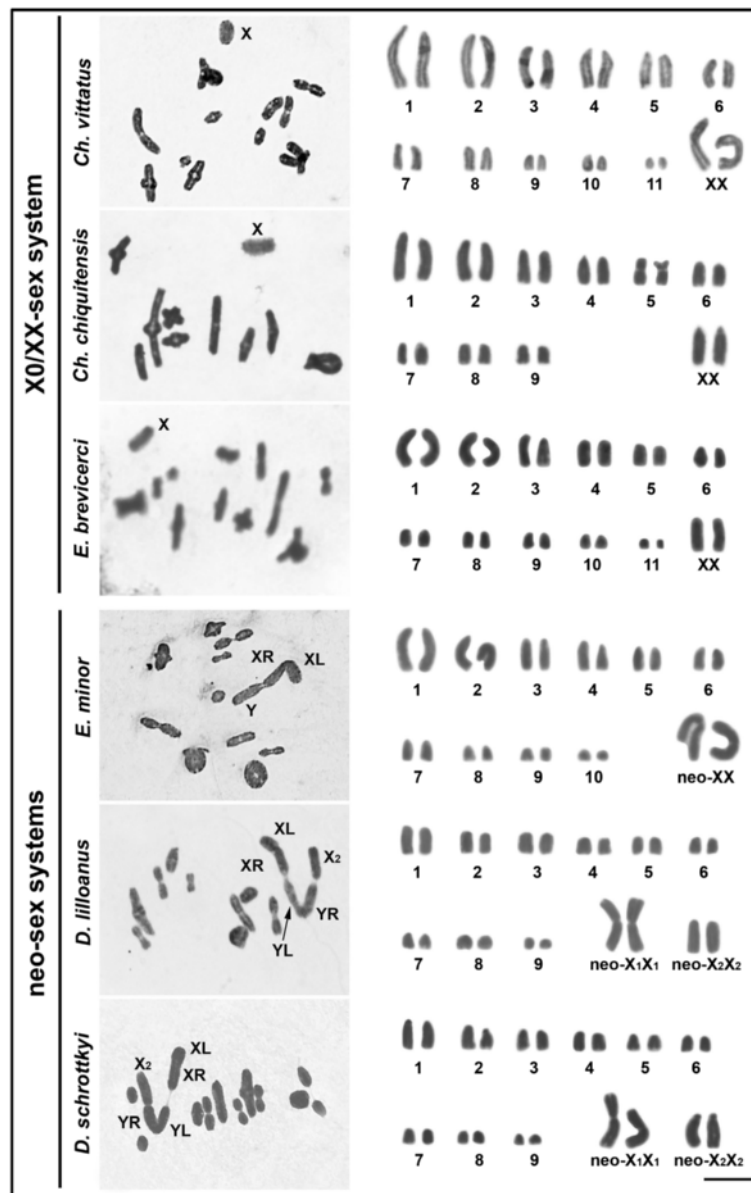 X0/XX-sex system
Ch. vittatus
X
1 2 3 4 5 6
7 8 9 10 11 XX
Ch. chiquitensis
X
1 2 3 4 5 6
7 8 9 XX
E. brevicerci
X
1 2 3 4 5 6
7 8 9 10 11 XX
neo-sex systems
E. minor
XR XL
Y
1 2 3 4 5 6
7 8 9 10 neo-XX
D. lilloanus
XL
XR X₂
YR
YL
1 2 3 4 5 6
7 8 9 neo-X₁X₁ neo-X₂X₂
D. schrottkyi
XL
X₂
XR
YR YL
1 2 3 4 5 6
7 8 9 neo-X₁X₁ neo-X₂X₂